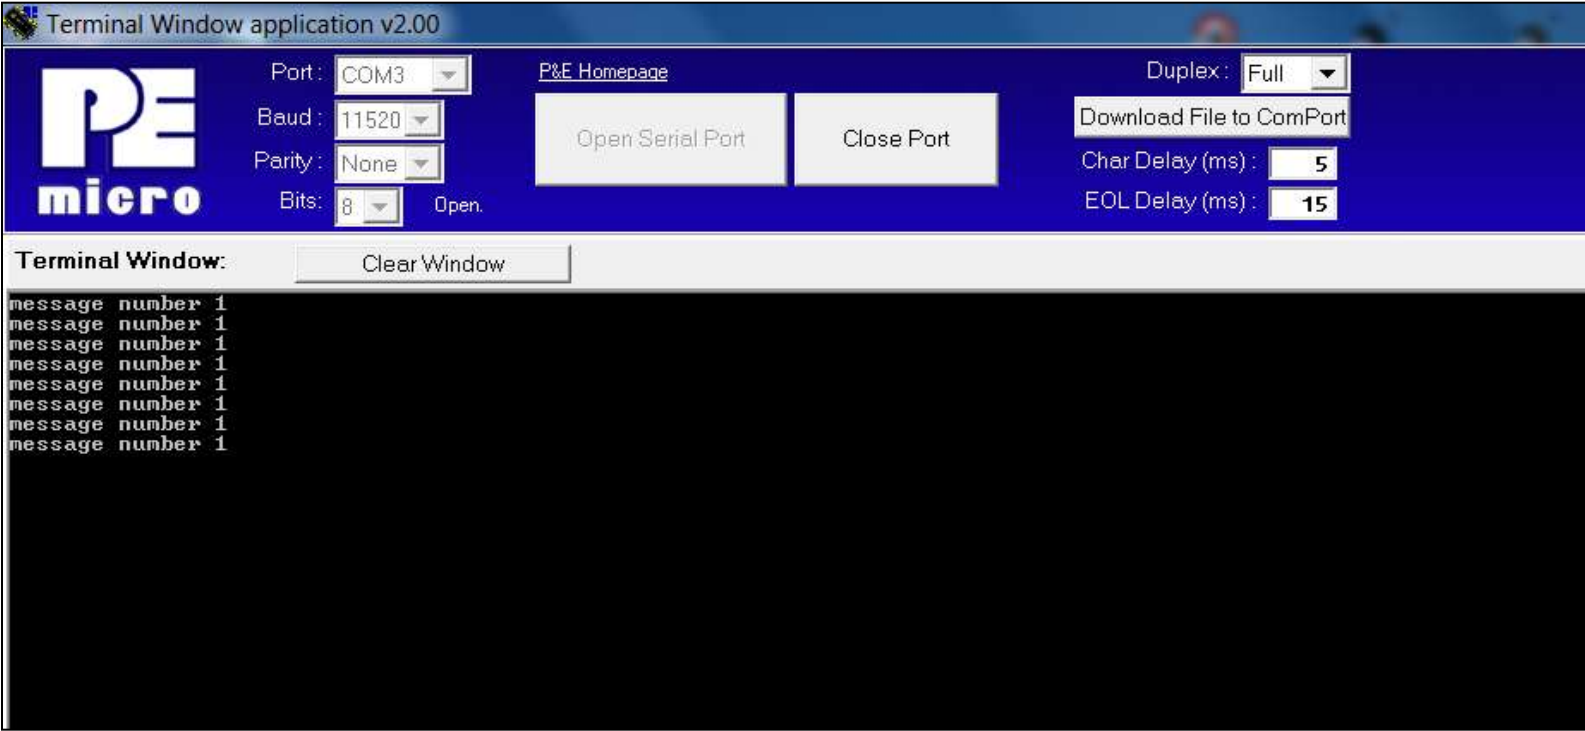 Terminal Window application v2.00
PE
micro
Port: COM3
Baud: 11520
Parity: None
Bits: 8
Open.
P&E Homepage
Open Serial Port
Close Port
Duplex: Full
Download File to ComPort
Char Delay (ms): 5
EOL Delay (ms): 15
Terminal Window:
Clear Window
message number 1
message number 1
message number 1
message number 1
message number 1
message number 1
message number 1
message number 1